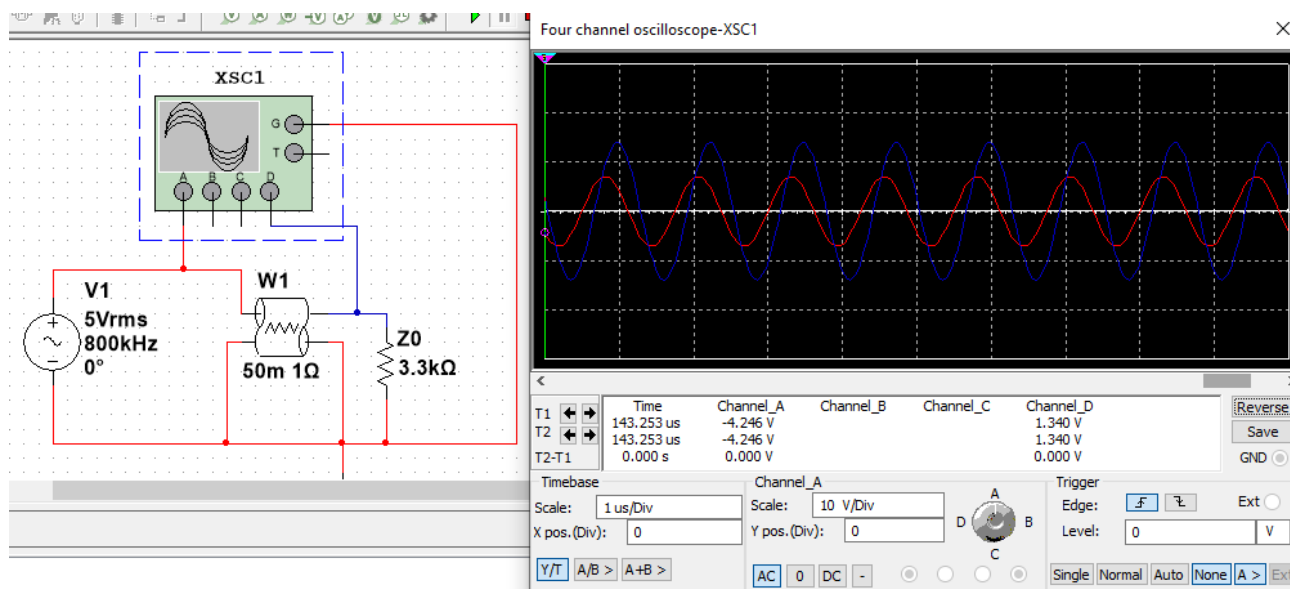 Four channel oscilloscope-XSC1
XSC1
G
T
A B C D
V1
5Vrms
800kHz
0°
W1
50m 1Ω
Z0
3.3kΩ
T1
T2
T2-T1
Time Channel_A Channel_B Channel_C Channel_D
143.253 us -4.246 V 1.340 V
143.253 us -4.246 V 1.340 V
0.000 s 0.000 V 0.000 V
Reverse
Save
GND
Timebase
Scale: 1 us/Div
X pos.(Div): 0
Y/T A/B > A+B >
Channel_A
Scale: 10 V/Div
Y pos.(Div): 0
AC 0 DC -
A
D B
C
Trigger
Edge: Ext
Level: 0 V
Single Normal Auto None A > Ext